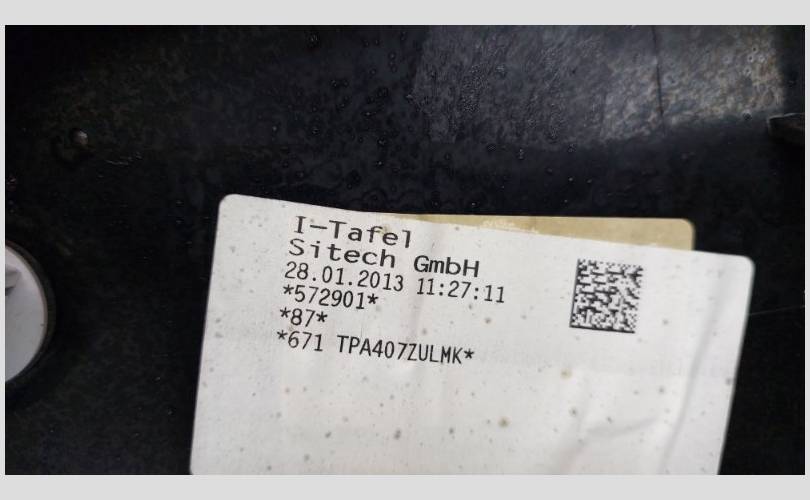 I-Tafel
Sitech GmbH
28.01.2013 11:27:11
*572901*
*87*
*671 TPA407ZULMK*